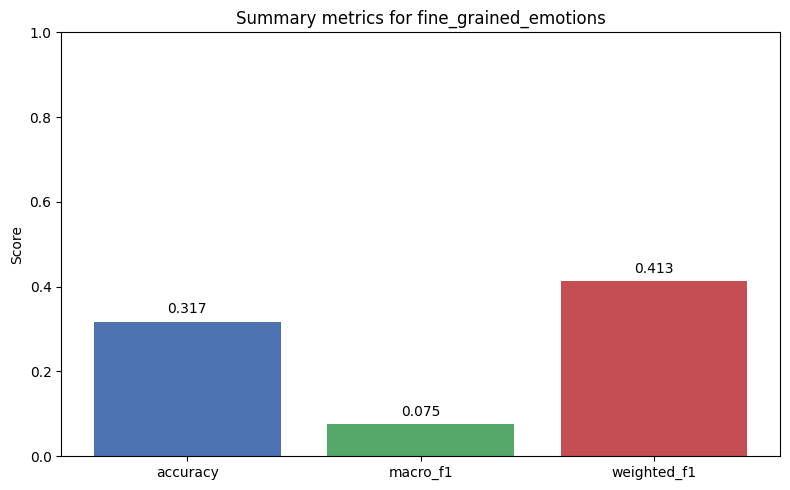 Summary metrics for fine_grained_emotions
1.0
0.8
0.6
0.4
0.2
0.0
Score
0.317
0.075
0.413
accuracy
macro_f1
weighted_f1